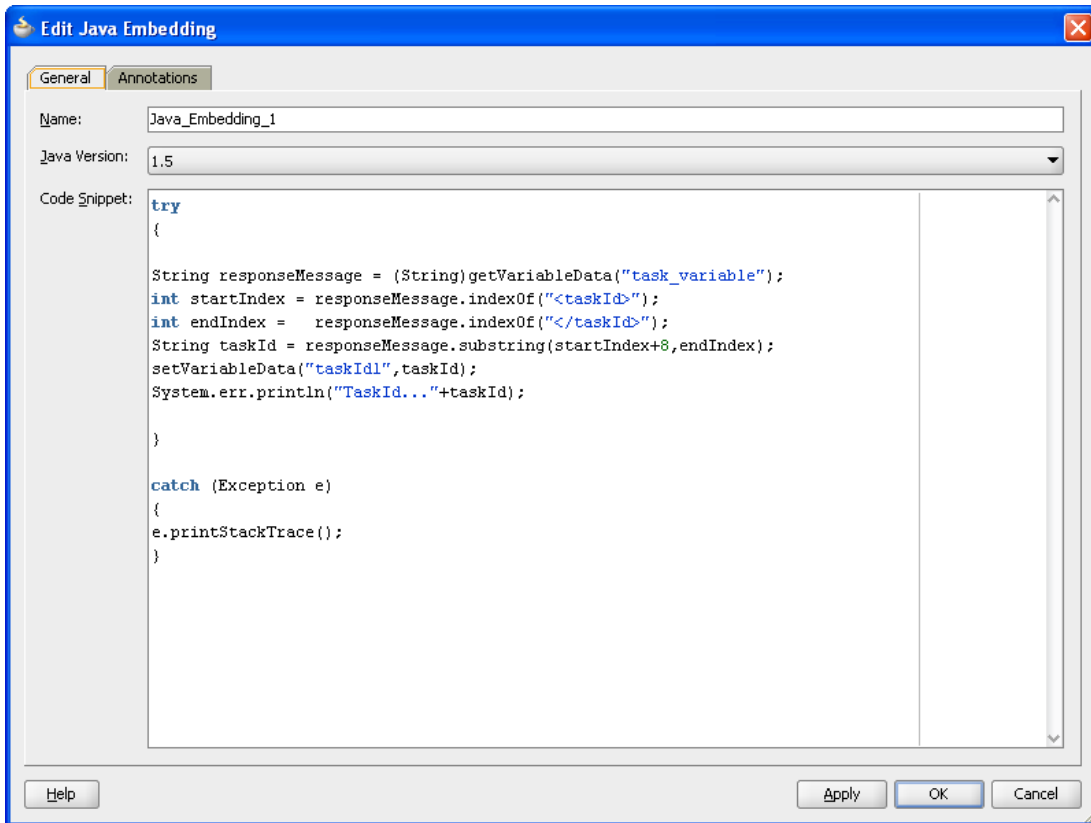 Edit Java Embedding
General Annotations
Name: Java_Embedding_1
Java Version: 1.5
Code Snippet:
try
{
String responseMessage = (String)getVariableData("task_variable");
int startIndex = responseMessage.indexOf("<taskId>");
int endIndex =   responseMessage.indexOf("</taskId>");
String taskId = responseMessage.substring(startIndex+8,endIndex);
setVariableData("taskId1",taskId);
System.err.println("TaskId..."+taskId);
}
catch (Exception e)
{
e.printStackTrace();
}
Help Apply OK Cancel